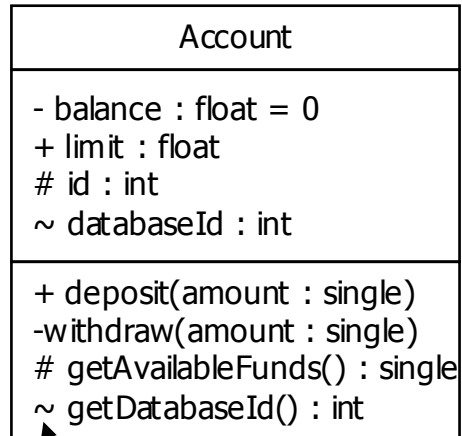 Account
- balance : float = 0
+ limit : float
# id : int
~ databaseId : int
+ deposit(amount : single)
-withdraw(amount : single)
# getAvailableFunds() : single
~ getDatabaseId() : int